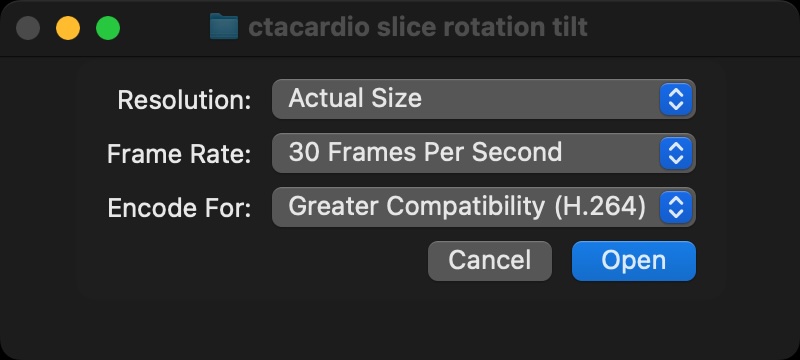 ctacardio slice rotation tilt
Resolution: Actual Size
Frame Rate: 30 Frames Per Second
Encode For: Greater Compatibility (H.264)
Cancel Open